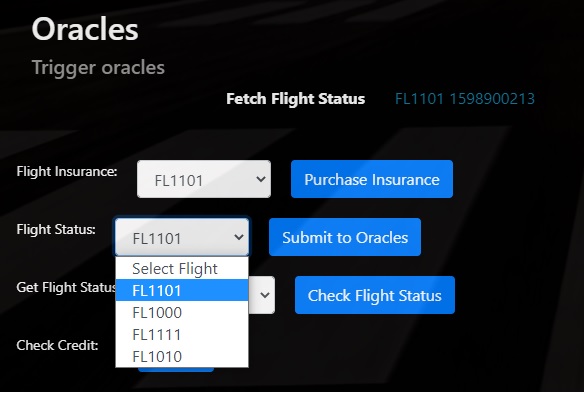 Oracles
Trigger oracles
Fetch Flight Status FL1101 1598900213
Flight Insurance: FL1101 Purchase Insurance
Flight Status: FL1101 Submit to Oracles
Select Flight
FL1101
FL1000
FL1111
FL1010
Get Flight Status Check Flight Status
Check Credit: